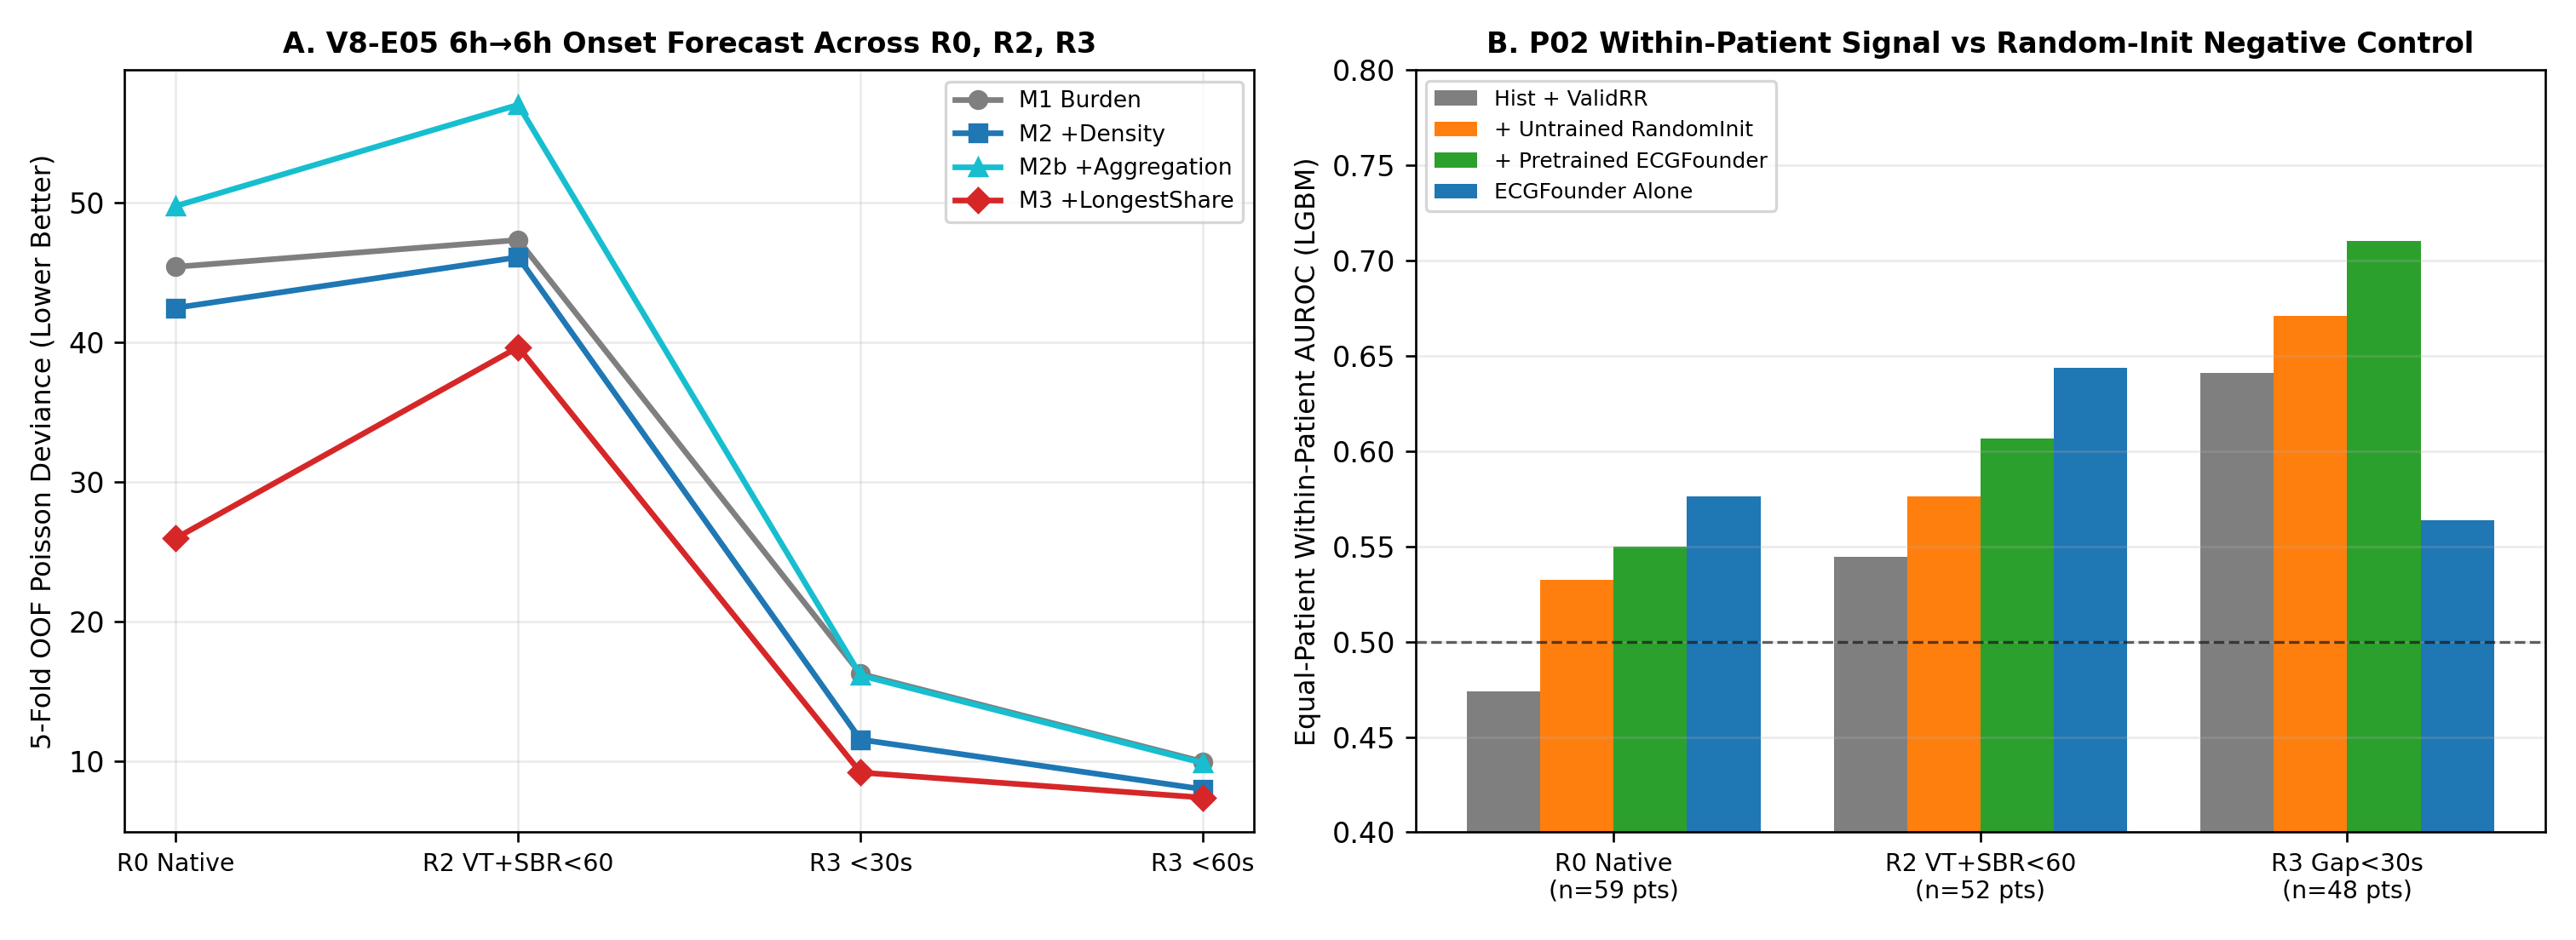 A. V8-E05 6h→6h Onset Forecast Across R0, R2, R3
5-Fold OOF Poisson Deviance (Lower Better)
50
40
30
20
10
M1 Burden
M2 +Density
M2b +Aggregation
M3 +LongestShare
R0 Native
R2 VT+SBR<60
R3 <30s
R3 <60s
B. P02 Within-Patient Signal vs Random-Init Negative Control
Equal-Patient Within-Patient AUROC (LGBM)
0.80
0.75
0.70
0.65
0.60
0.55
0.50
0.45
0.40
Hist + ValidRR
+ Untrained RandomInit
+ Pretrained ECGFounder
ECGFounder Alone
R0 Native
(n=59 pts)
R2 VT+SBR<60
(n=52 pts)
R3 Gap<30s
(n=48 pts)